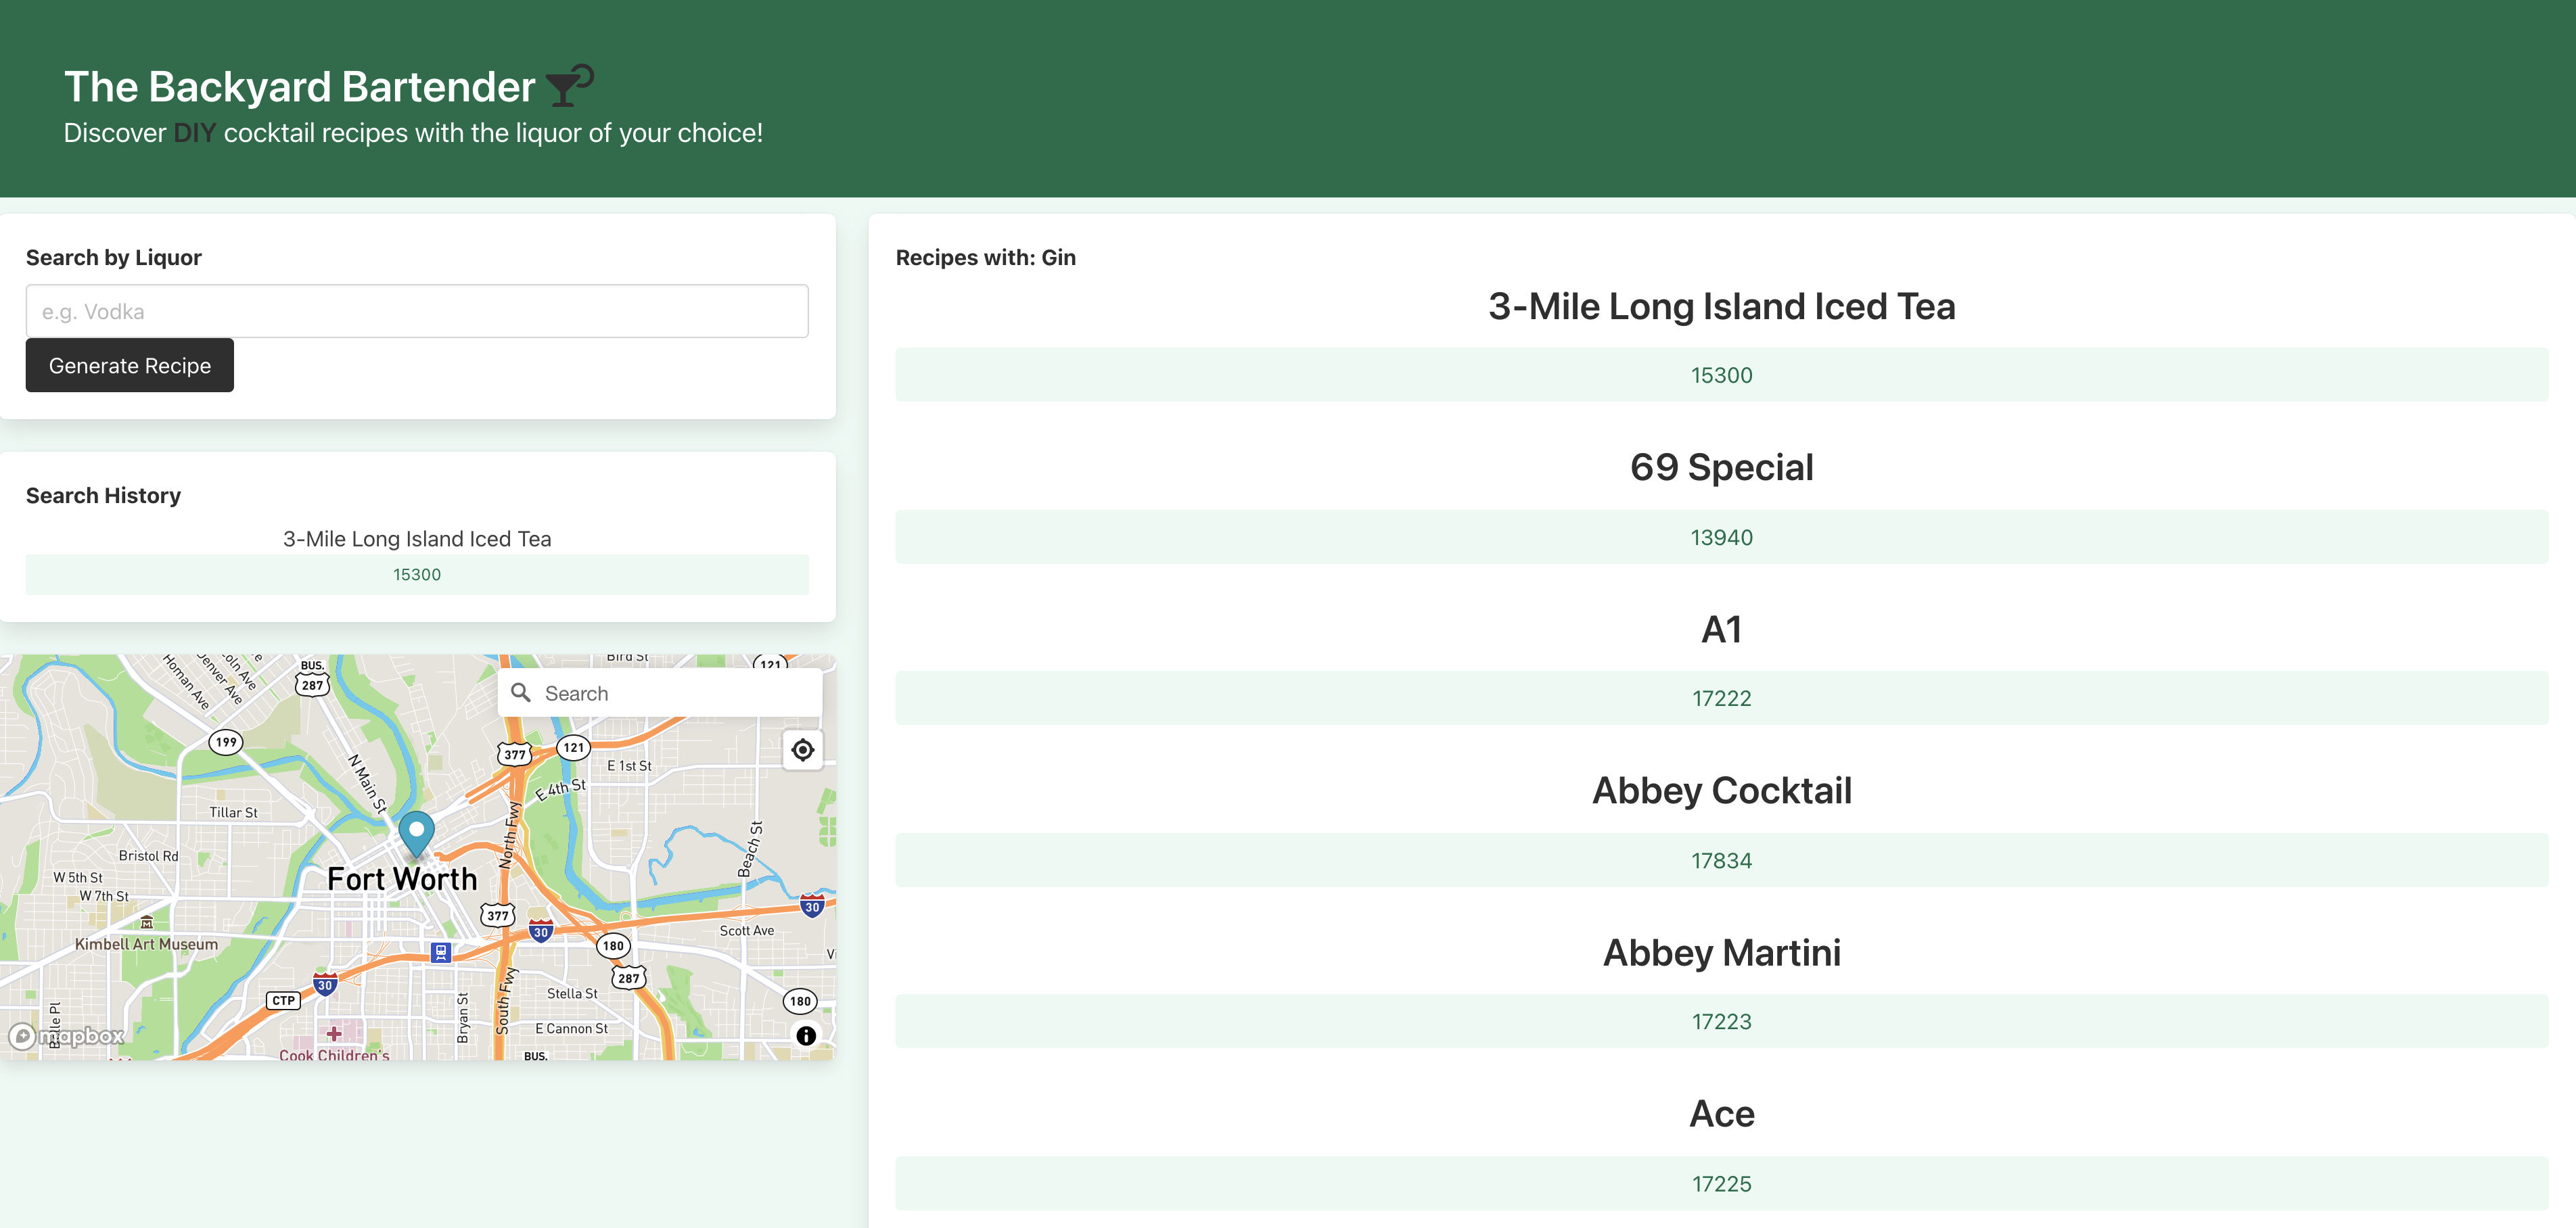 The Backyard Bartender
Discover DIY cocktail recipes with the liquor of your choice!
Search by Liquor
e.g. Vodka
Generate Recipe
Search History
3-Mile Long Island Iced Tea
15300
Bird St
121
Search
BUS.
287
Homan Ave
Denver Ave
199
377
121
E 1st St
N Main St
E 4th St
Tillar St
North Fwy
Beach St
Bristol Rd
Fort Worth
W 5th St
W 7th St
377
30
30
Kimbell Art Museum
180
Scott Ave
287
30
CTP
Bryan St
South Fwy
Stella St
180
E Cannon St
mapbox
Cook Children's
BUS.
Recipes with: Gin
3-Mile Long Island Iced Tea
15300
69 Special
13940
A1
17222
Abbey Cocktail
17834
Abbey Martini
17223
Ace
17225